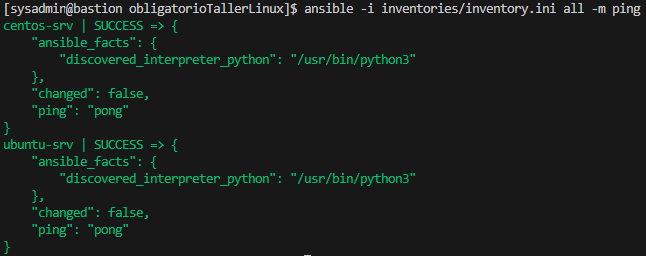 [sysadmin@bastion obligatorioTallerLinux]$ ansible -i inventories/inventory.ini all -m ping
centos-srv | SUCCESS => {
    "ansible_facts": {
        "discovered_interpreter_python": "/usr/bin/python3"
    },
    "changed": false,
    "ping": "pong"
}
ubuntu-srv | SUCCESS => {
    "ansible_facts": {
        "discovered_interpreter_python": "/usr/bin/python3"
    },
    "changed": false,
    "ping": "pong"
}